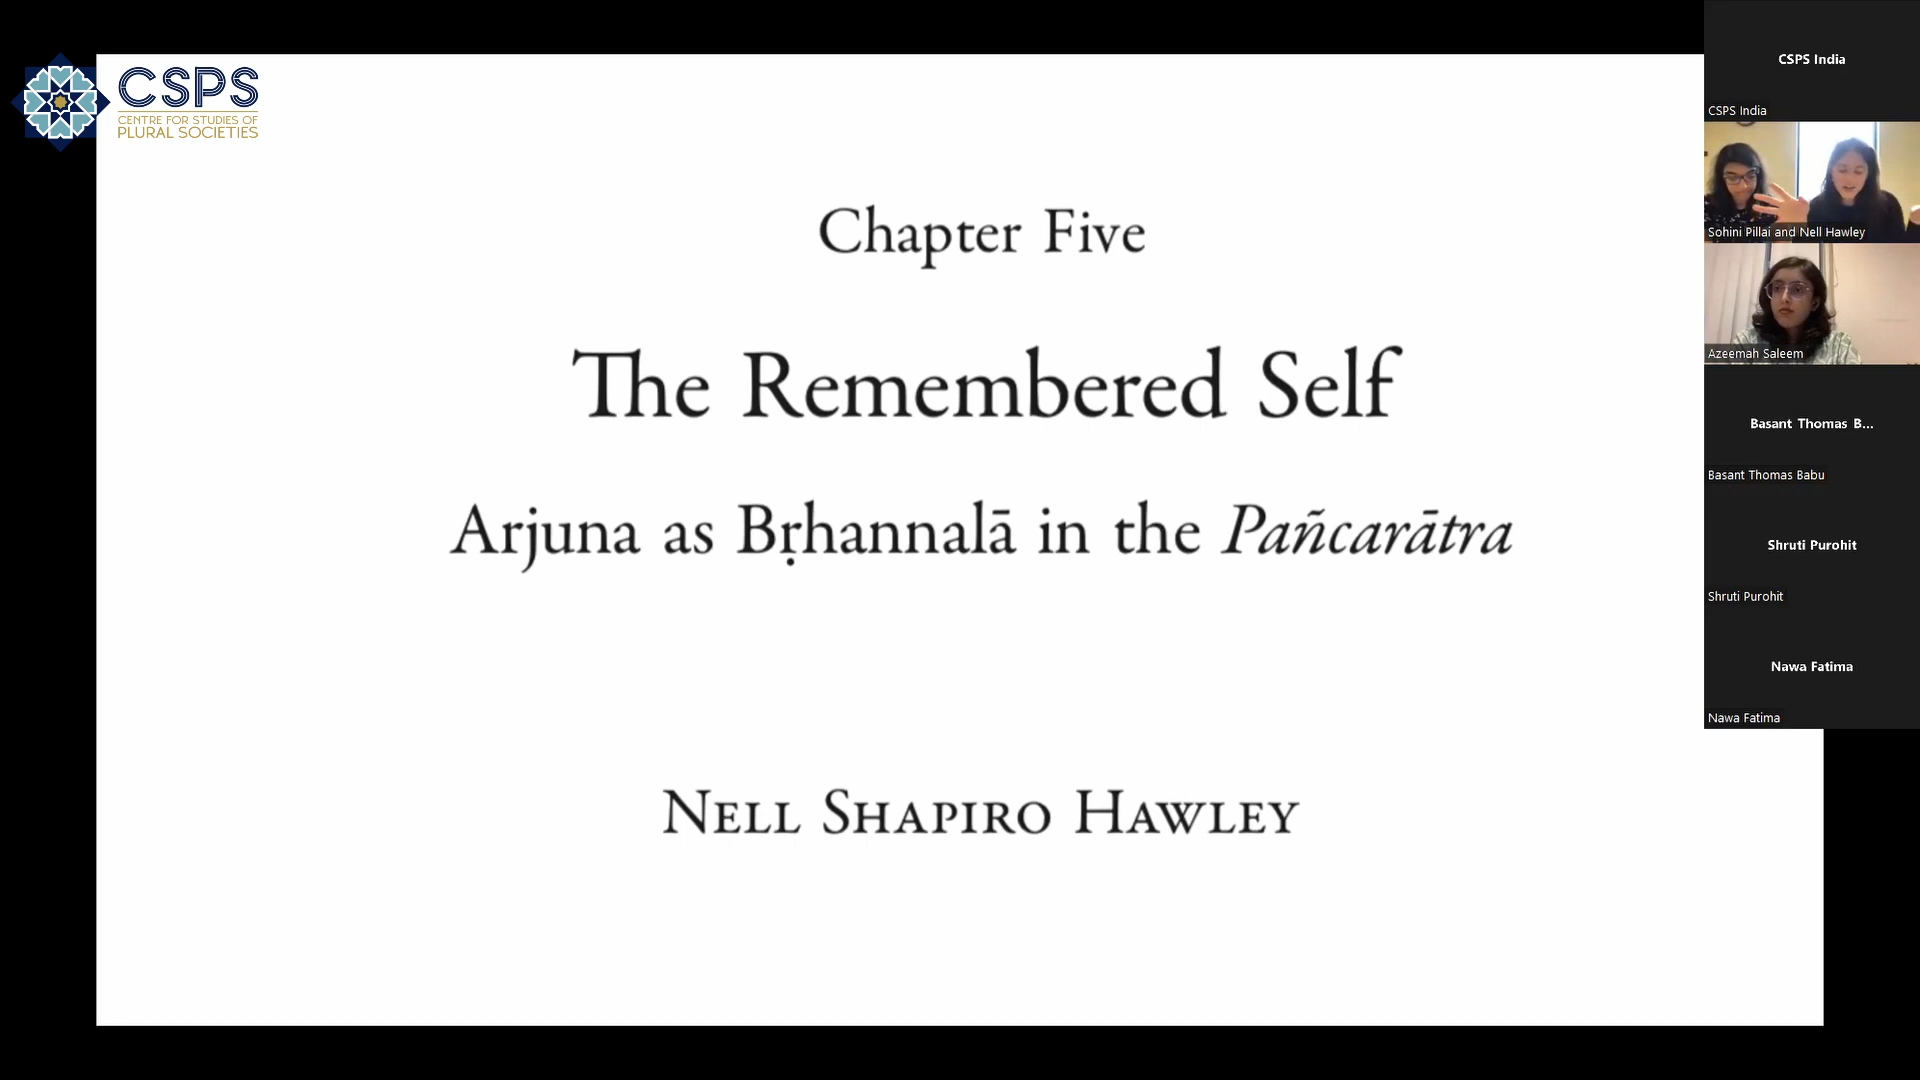 CSPS
CENTRE FOR STUDIES OF
PLURAL SOCIETIES
Chapter Five
The Remembered Self
Arjuna as Bṛhannalā in the Pañcarātra
NELL SHAPIRO HAWLEY
CSPS India
CSPS India
Sohini Pillai and Nell Hawley
Azeemah Saleem
Basant Thomas B...
Basant Thomas Babu
Shruti Purohit
Shruti Purohit
Nawa Fatima
Nawa Fatima